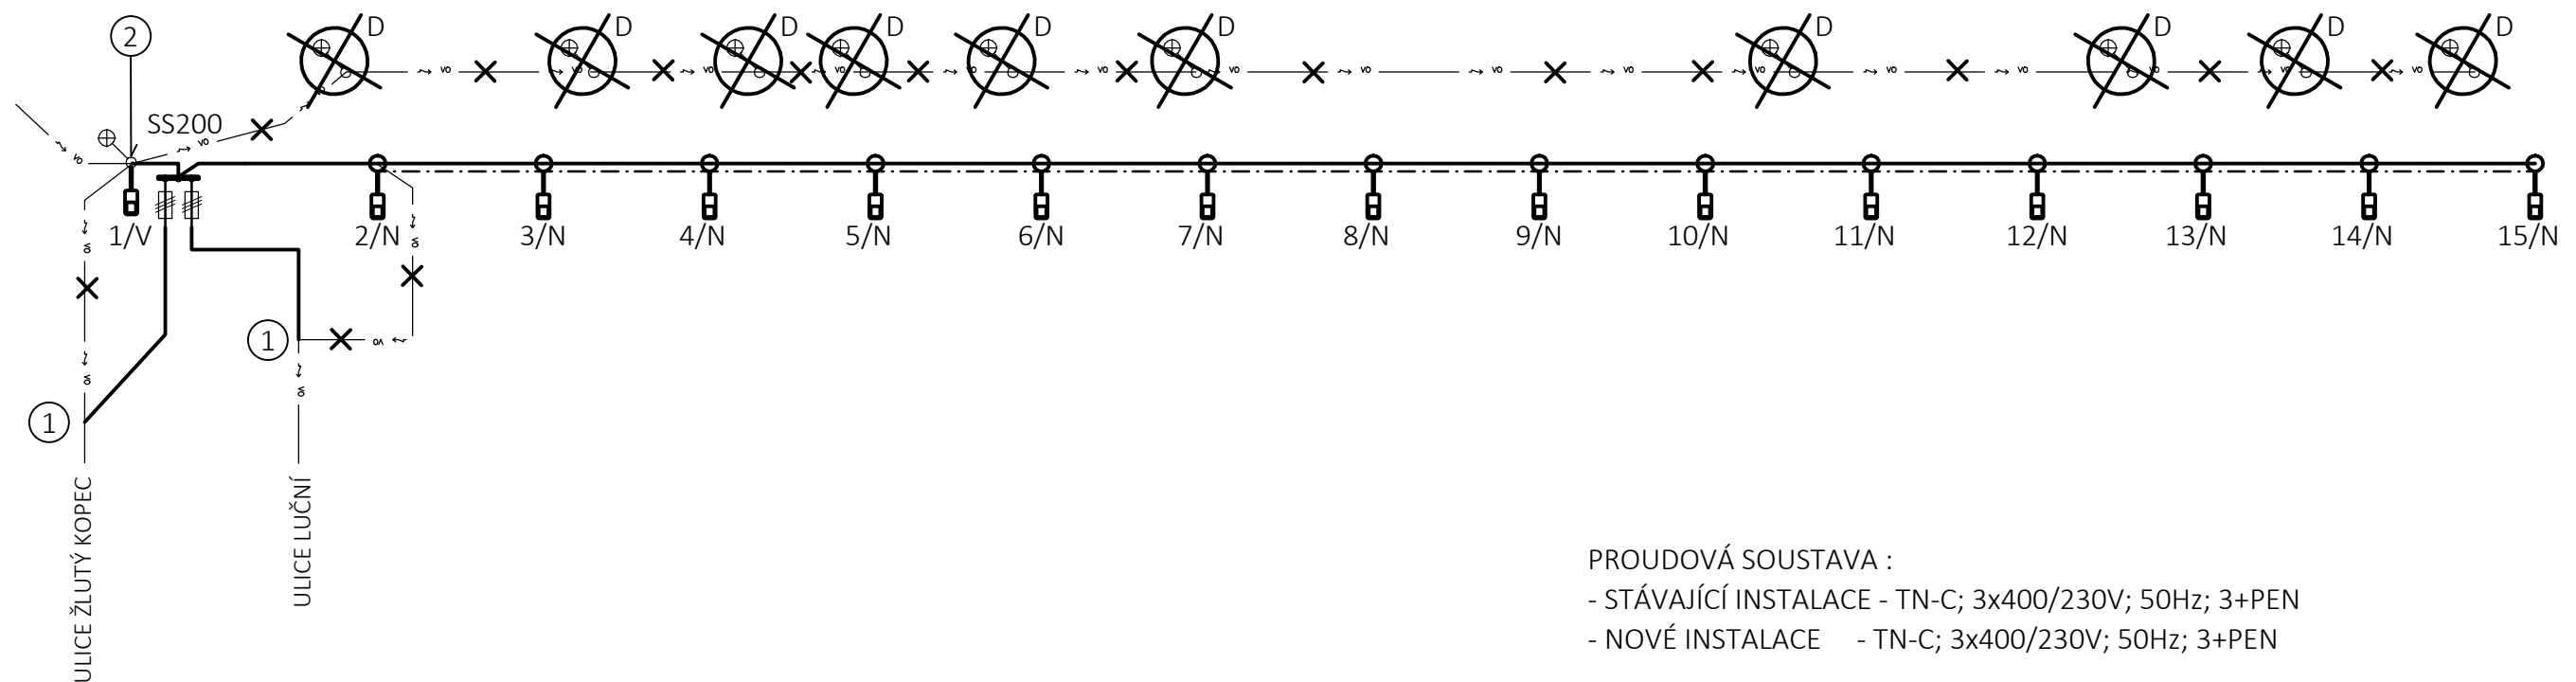 D D D D D D D D D D
2
SS200
1/V 2/N 3/N 4/N 5/N 6/N 7/N 8/N 9/N 10/N 11/N 12/N 13/N 14/N 15/N
1
1
ULICE ŽLUTÝ KOPEC
ULICE LUČNÍ
PROUDOVÁ SOUSTAVA :
- STÁVAJÍCÍ INSTALACE - TN-C; 3x400/230V; 50Hz; 3+PEN
- NOVÉ INSTALACE - TN-C; 3x400/230V; 50Hz; 3+PEN